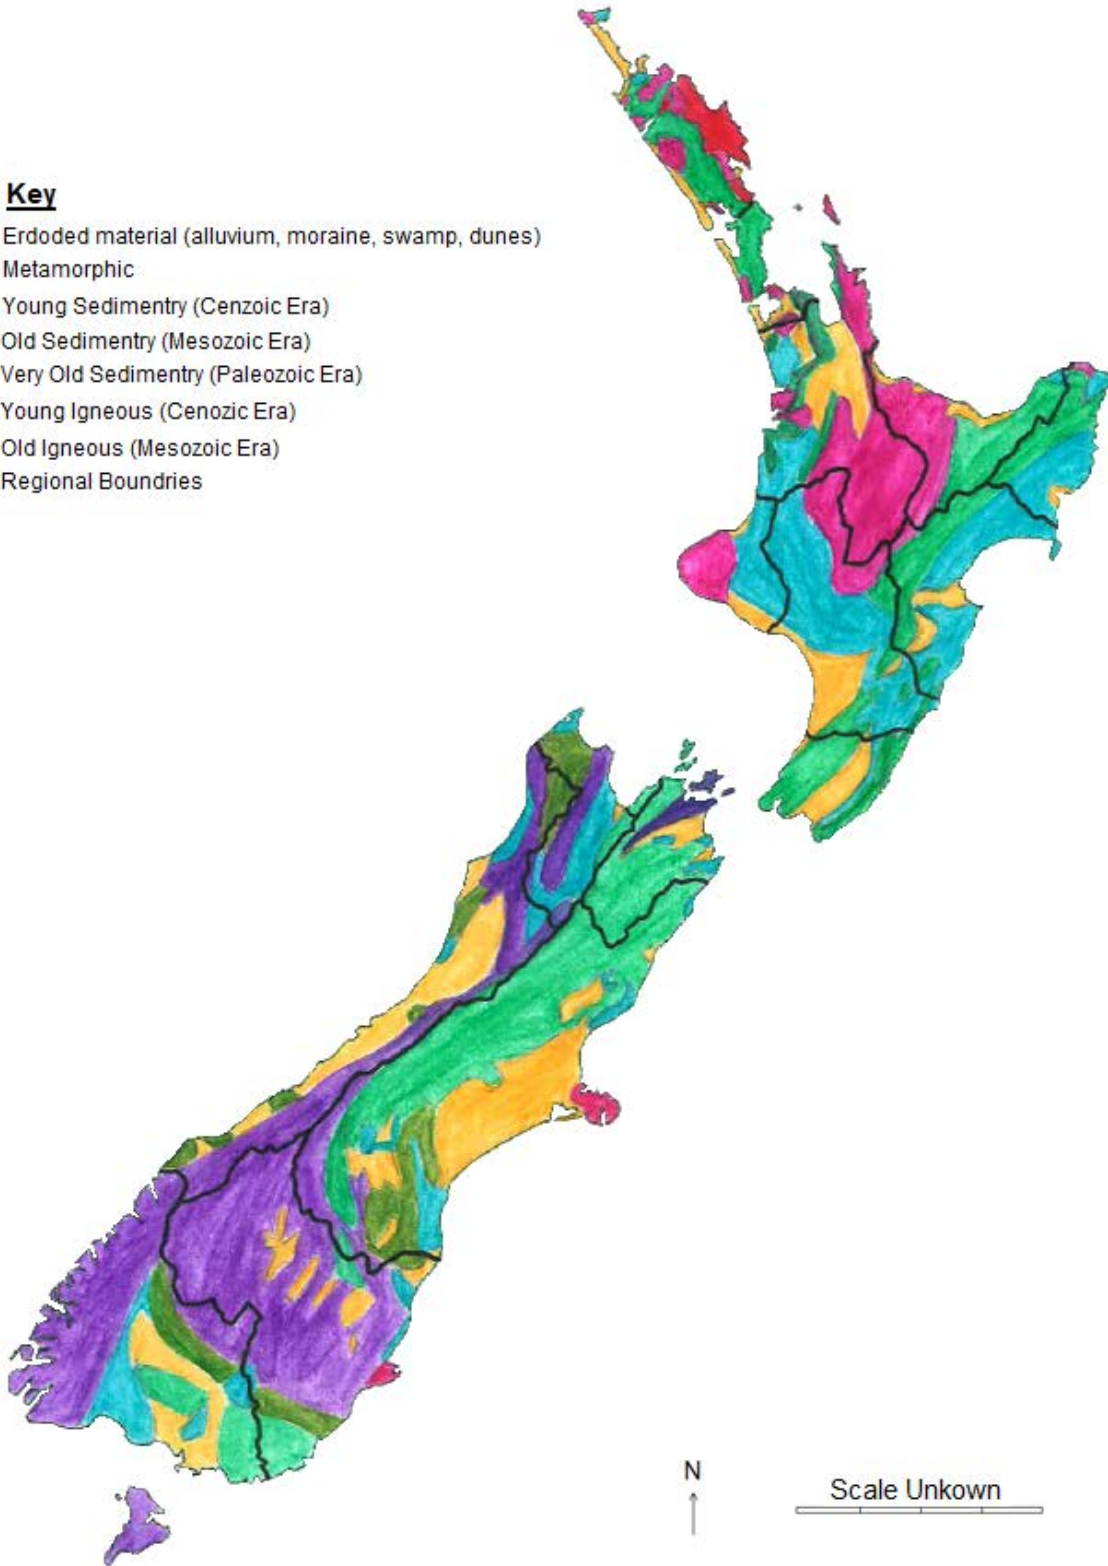 Key
Erdoded material (alluvium, moraine, swamp, dunes)
Metamorphic
Young Sedimentry (Cenzoic Era)
Old Sedimentry (Mesozoic Era)
Very Old Sedimentry (Paleozoic Era)
Young Igneous (Cenozic Era)
Old Igneous (Mesozoic Era)
Regional Boundries
N
Scale Unkown